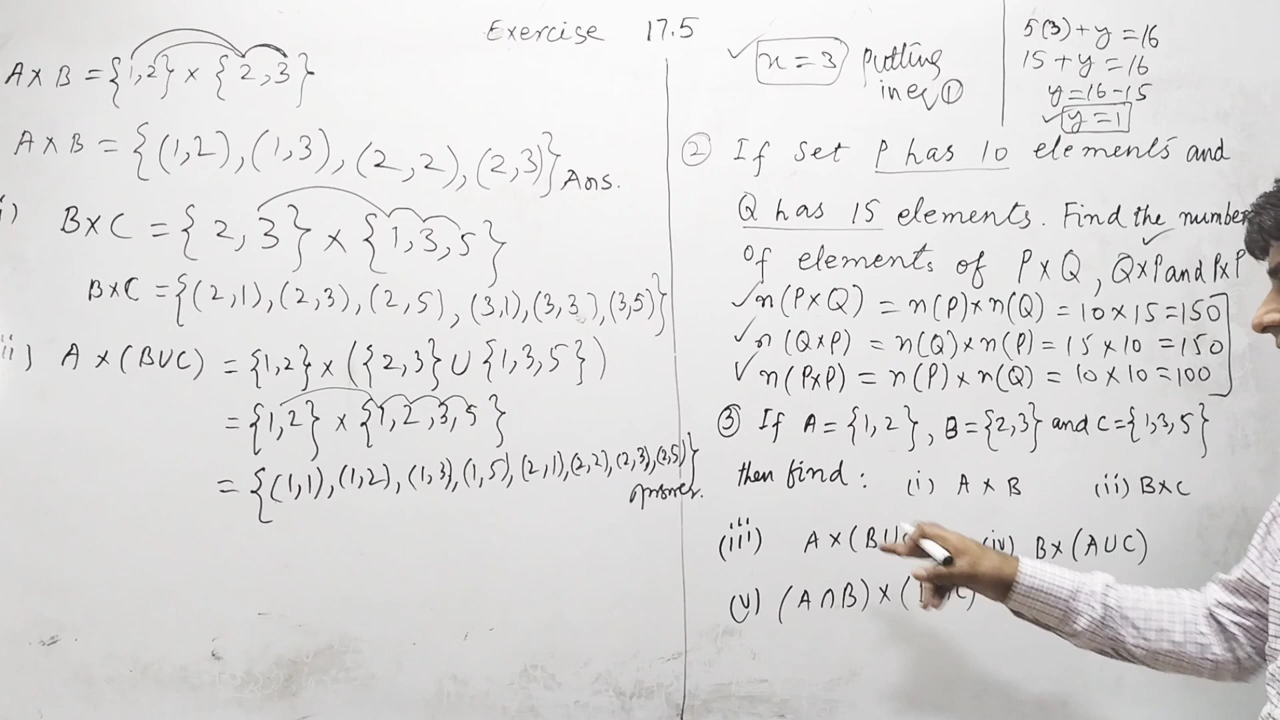 Exercise 17.5
A × B = {1,2} × {2,3}
A × B = {(1,2),(1,3),(2,2),(2,3)} Ans.
i) B×C = {2,3} × {1,3,5}
B×C = {(2,1),(2,3),(2,5),(3,1),(3,3),(3,5)}
ii) A × (B∪C) = {1,2} × ({2,3} ∪ {1,3,5})
= {1,2} × {1,2,3,5}
= {(1,1),(1,2),(1,3),(1,5),(2,1),(2,2),(2,3),(2,5)}
Answer.
x = 3 putting
in eq ①
5(3)+y=16
15+y=16
y=16-15
y=1
② If set P has 10 elements and
Q has 15 elements. Find the number
of elements of P×Q, Q×P and P×P
n(P×Q) = n(P)×n(Q) = 10×15=150
n(Q×P) = n(Q)×n(P) = 15×10=150
n(P×P) = n(P)×n(Q) = 10×10=100
③ If A={1,2}, B={2,3} and C={1,3,5}
then find: (i) A×B (ii) B×C
(iii) A×(B∪ (iv) B×(A∪C)
(v) (A∩B)×(